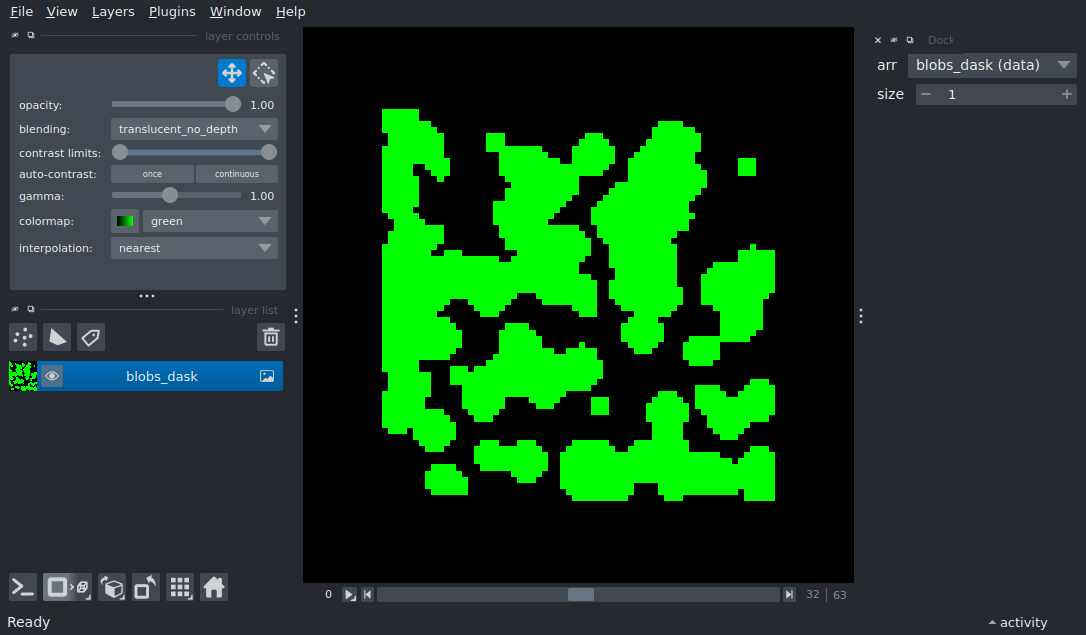 File View Layers Plugins Window Help
layer controls
opacity: 1.00
blending: translucent_no_depth
contrast limits:
auto-contrast: once continuous
gamma: 1.00
colormap: green
interpolation: nearest
layer list
blobs_dask
Dock
arr blobs_dask (data)
size 1
0 32 63
Ready activity